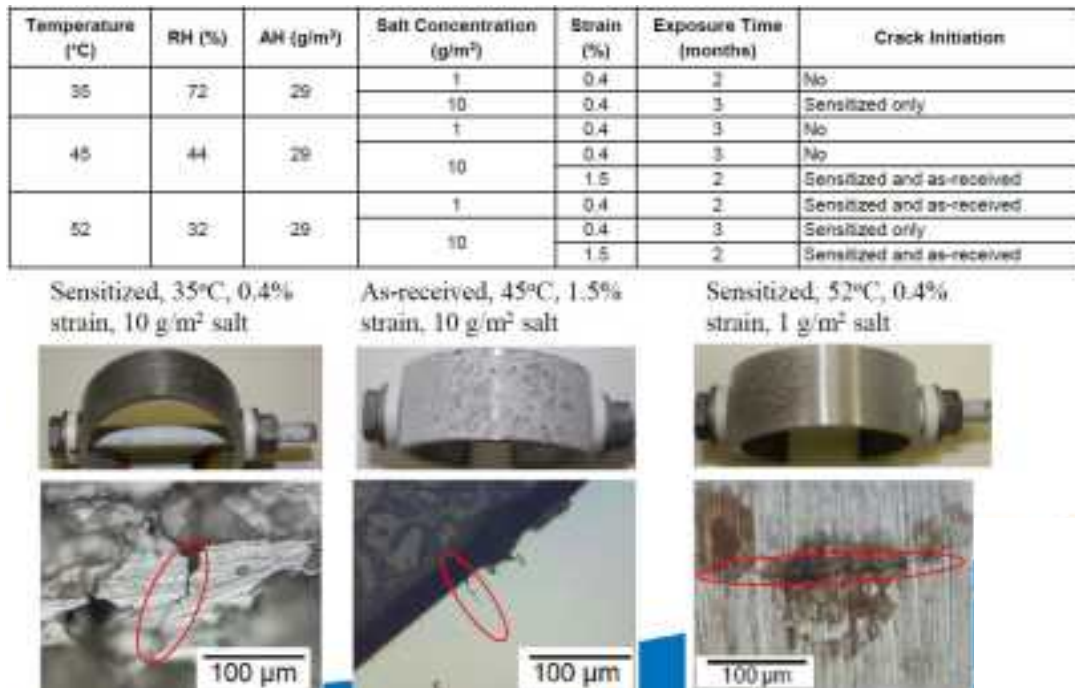 Temperature (°C) RH (%) AH (g/m³) Salt Concentration (g/m²) Strain (%) Exposure Time (months) Crack Initiation
35 72 29 1 0.4 2 No
10 0.4 3 Sensitized only
45 44 29 1 0.4 3 No
10 0.4 3 No
1.5 2 Sensitized and as-received
52 32 29 1 0.4 2 Sensitized and as-received
10 0.4 3 Sensitized only
1.5 2 Sensitized and as-received
Sensitized, 35°C, 0.4%
strain, 10 g/m² salt
As-received, 45°C, 1.5%
strain, 10 g/m² salt
Sensitized, 52°C, 0.4%
strain, 1 g/m² salt
100 µm
100 µm
100 µm